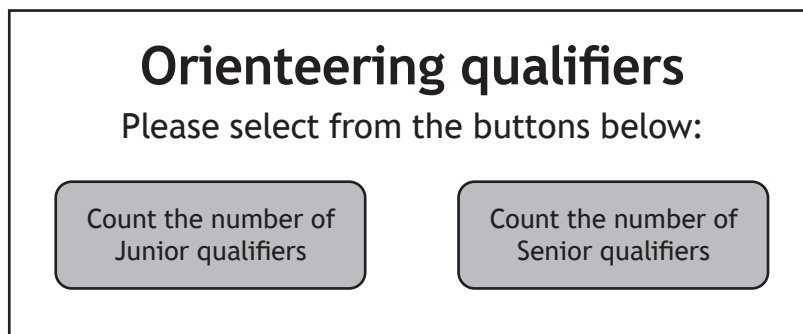 Orienteering qualifiers
Please select from the buttons below:
Count the number of
Junior qualifiers
Count the number of
Senior qualifiers